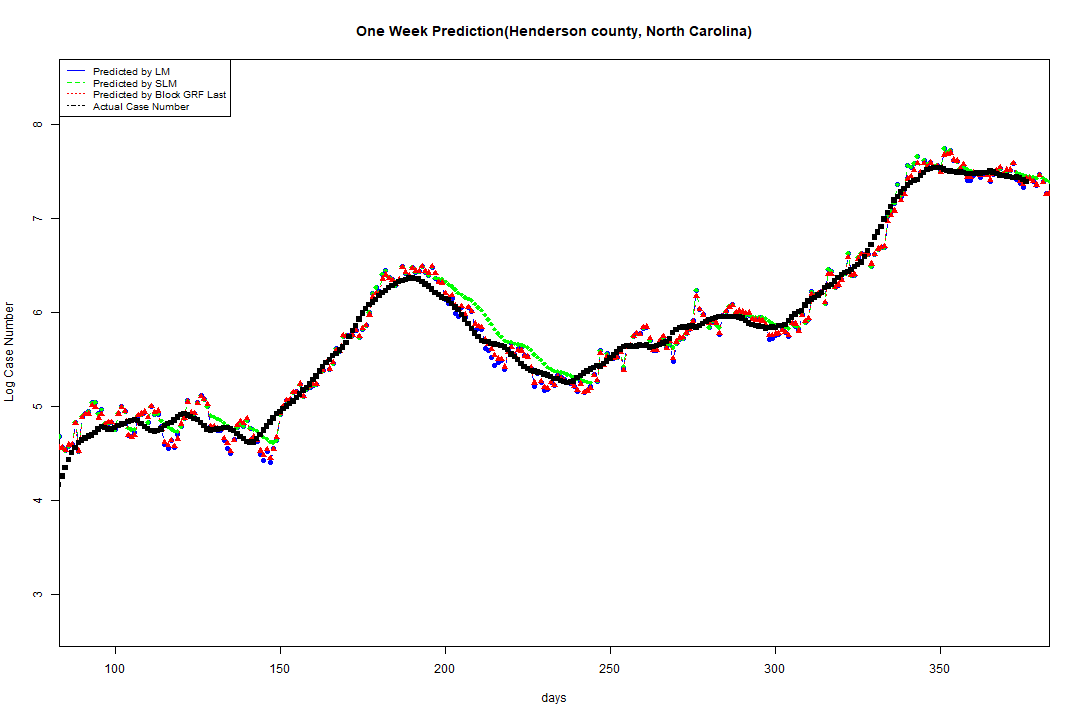 One Week Prediction(Henderson county, North Carolina)
Predicted by LM
Predicted by SLM
Predicted by Block GRF Last
Actual Case Number
8
7
6
5
4
3
Log Case Number
100 150 200 250 300 350
days